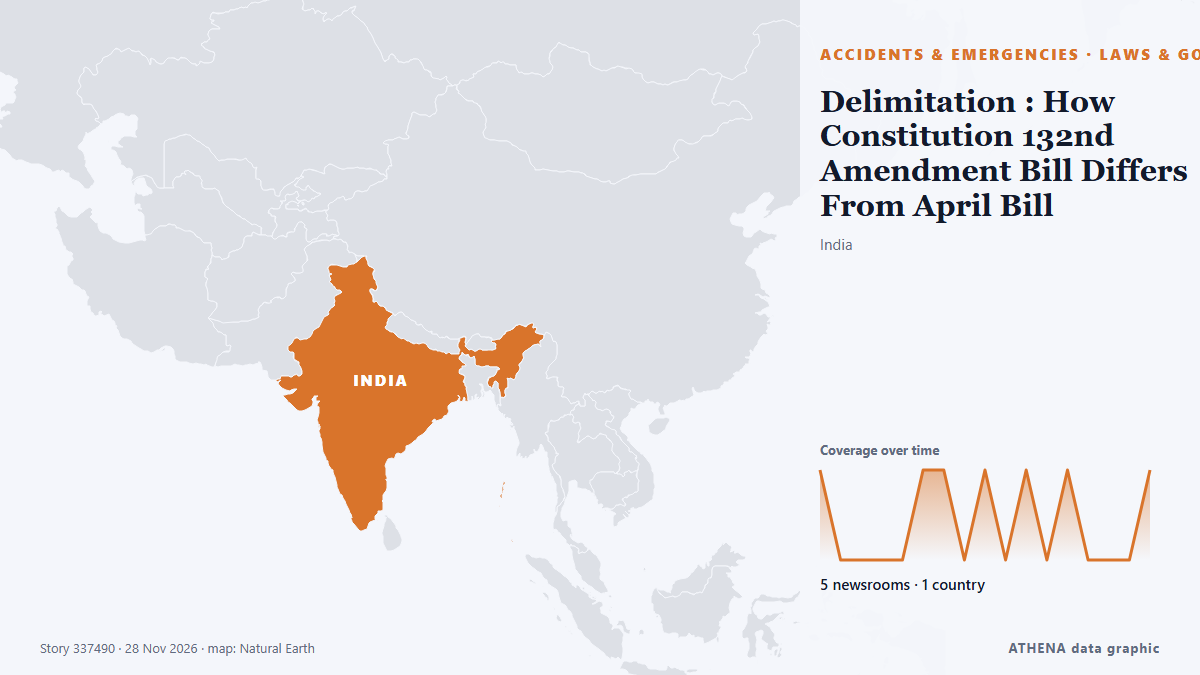 ACCIDENTS & EMERGENCIES · LAWS & GO
Delimitation : How
Constitution 132nd
Amendment Bill Differs
From April Bill
India
INDIA
Coverage over time
5 newsrooms · 1 country
Story 337490 · 28 Nov 2026 · map: Natural Earth
ATHENA data graphic